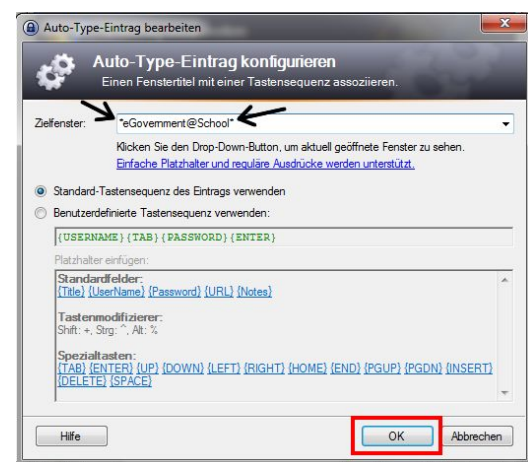 Auto-Type-Eintrag bearbeiten
Auto-Type-Eintrag konfigurieren
Einen Fenstertitel mit einer Tastensequenz assoziieren.
Zielfenster: *eGovernment@School*
Klicken Sie den Drop-Down-Button, um aktuell geöffnete Fenster zu sehen.
Einfache Platzhalter und reguläre Ausdrücke werden unterstützt.
Standard-Tastensequenz des Eintrags verwenden
Benutzerdefinierte Tastensequenz verwenden:
{USERNAME}{TAB}{PASSWORD}{ENTER}
Platzhalter einfügen:
Standardfelder:
{Title} {UserName} {Password} {URL} {Notes}
Tastenmodifizierer:
Shift: +, Strg: ^, Alt: %
Spezialtasten:
{TAB} {ENTER} {UP} {DOWN} {LEFT} {RIGHT} {HOME} {END} {PGUP} {PGDN} {INSERT}
{DELETE} {SPACE}
Hilfe OK Abbrechen